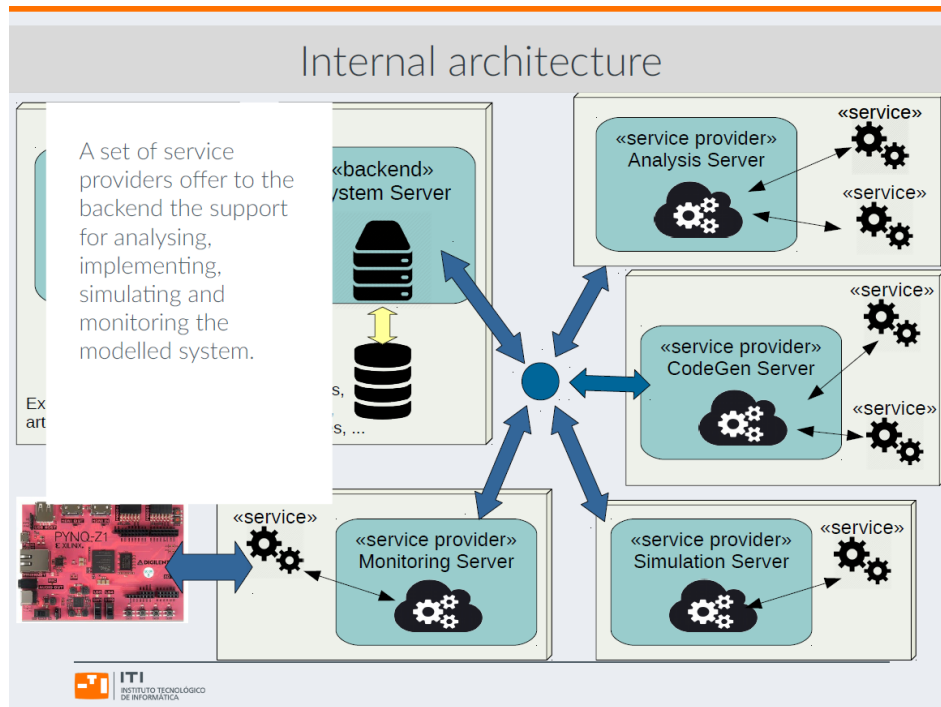 Internal architecture
A set of service
providers offer to the
backend the support
for analysing,
implementing,
simulating and
monitoring the
modelled system.
«backend»
ystem Server
Ex
art
s,
s, ...
«service provider»
Analysis Server
«service»
«service»
«service provider»
CodeGen Server
«service»
«service»
«service»
«service provider»
Monitoring Server
«service provider»
Simulation Server
«service»
PYNQ-Z1
XILINX
DIGILEN
ITI
INSTITUTO TECNOLÓGICO
DE INFORMÁTICA